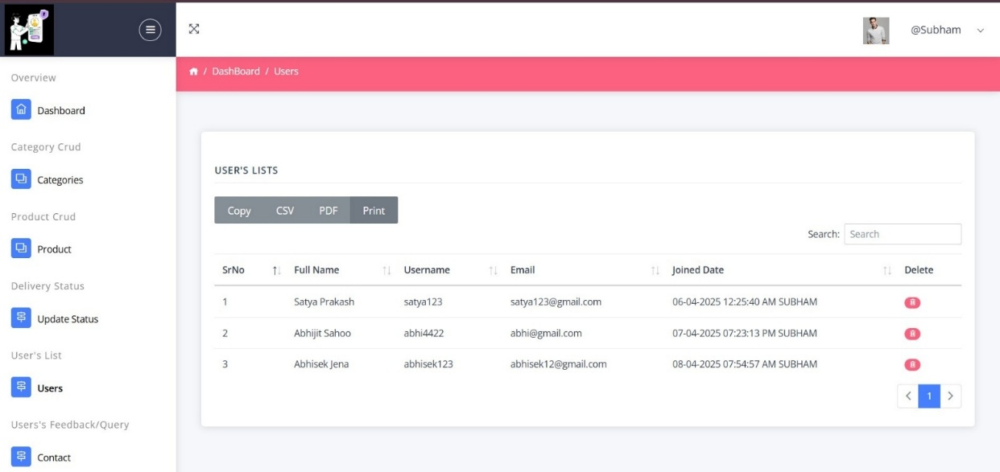 @Subham
/ DashBoard / Users
Overview
Dashboard
Category Crud
Categories
Product Crud
Product
Delivery Status
Update Status
User's List
Users
Users's Feedback/Query
Contact
USER'S LISTS
Copy CSV PDF Print
Search: Search
SrNo Full Name Username Email Joined Date Delete
1 Satya Prakash satya123 satya123@gmail.com 06-04-2025 12:25:40 AM SUBHAM
2 Abhijit Sahoo abhi4422 abhi@gmail.com 07-04-2025 07:23:13 PM SUBHAM
3 Abhisek Jena abhisek123 abhisek12@gmail.com 08-04-2025 07:54:57 AM SUBHAM
1